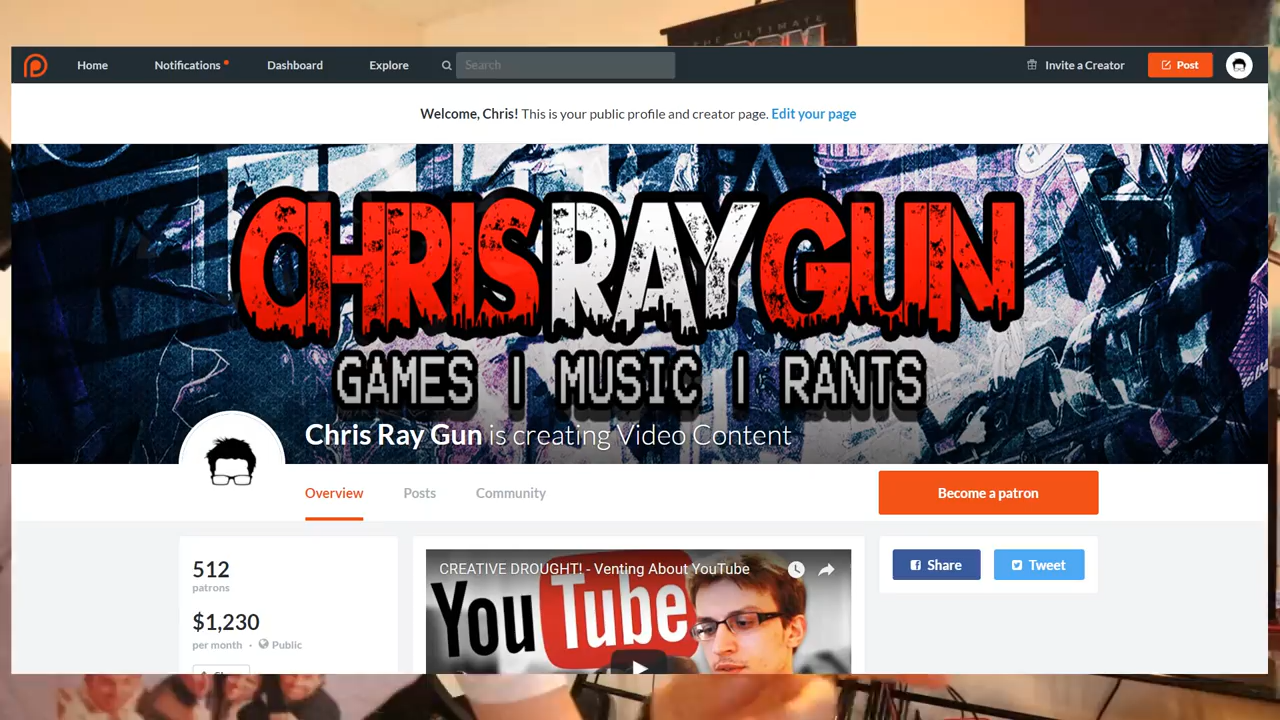 THE ULTIMATE
Home
Notifications
Dashboard
Explore
Search
Invite a Creator
Post
Welcome, Chris! This is your public profile and creator page. Edit your page
CHRISRAYGUN
GAMES | MUSIC | RANTS
Chris Ray Gun is creating Video Content
Overview
Posts
Community
Become a patron
512
patrons
$1,230
per month · Public
CREATIVE DROUGHT! - Venting About YouTube
YouTube
Share
Tweet